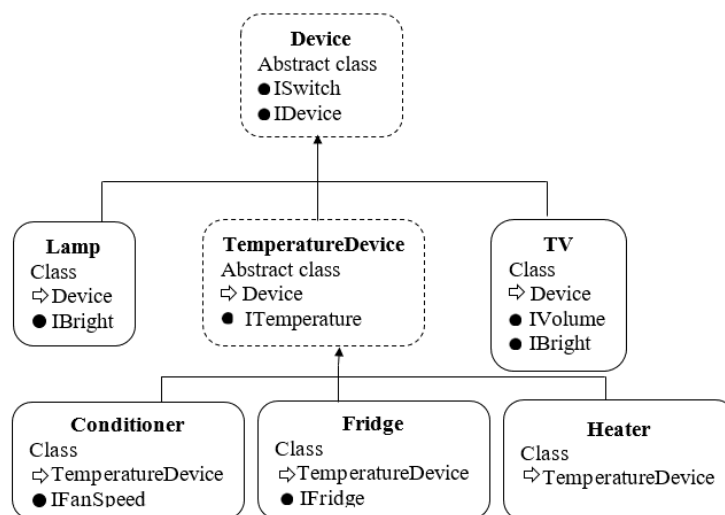 Device
Abstract class
ISwitch
IDevice
Lamp
Class
Device
IBright
TemperatureDevice
Abstract class
Device
ITemperature
TV
Class
Device
IVolume
IBright
Conditioner
Class
TemperatureDevice
IFanSpeed
Fridge
Class
TemperatureDevice
IFridge
Heater
Class
TemperatureDevice